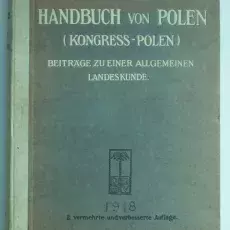 HANDBUCH VON POLEN
(KONGRESS-POLEN)
BEITRÄGE ZU EINER ALLGEMEINEN
LANDESKUNDE.
1918
2. vermehrte und verbesserte Auflage.